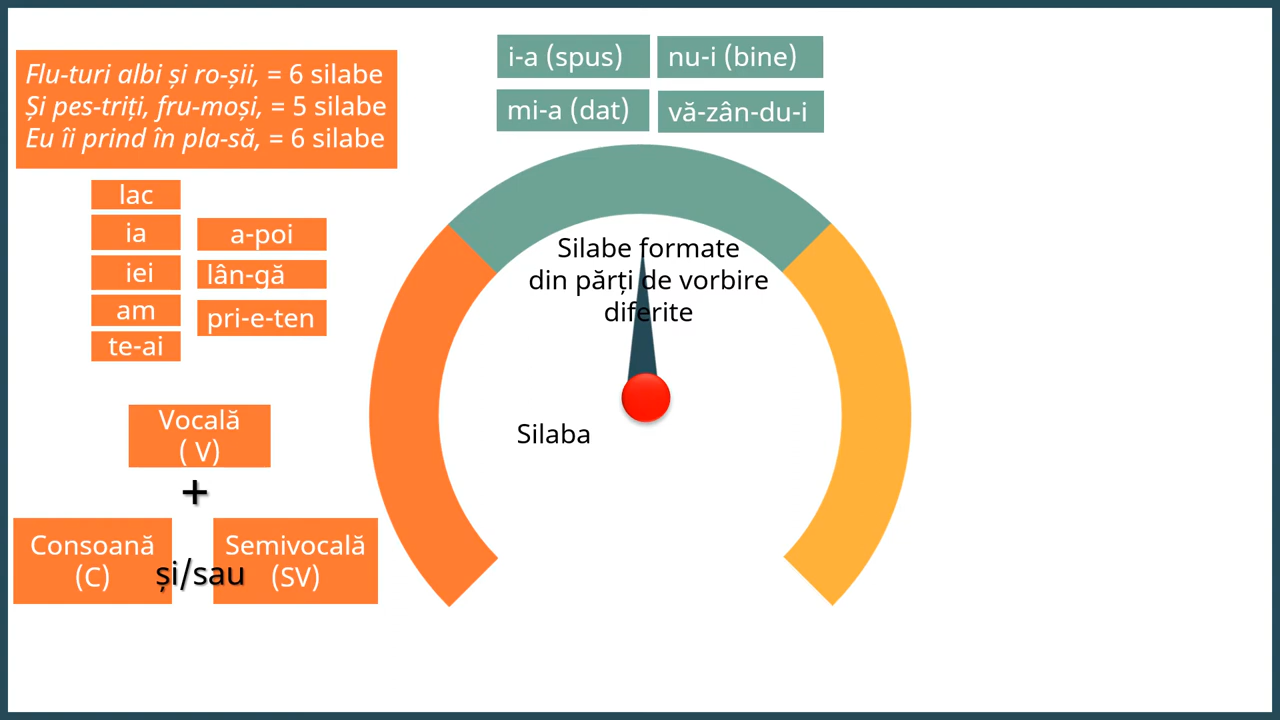 Flu-turi albi și ro-șii, = 6 silabe
Și pes-triți, fru-moși, = 5 silabe
Eu îi prind în pla-să, = 6 silabe
i-a (spus)
nu-i (bine)
mi-a (dat)
vă-zân-du-i
lac
ia
iei
am
te-ai
a-poi
lân-gă
pri-e-ten
Silabe formate
din părți de vorbire
diferite
Silaba
Vocală
( V)
+
Consoană
(C)
și/sau
Semivocală
(SV)